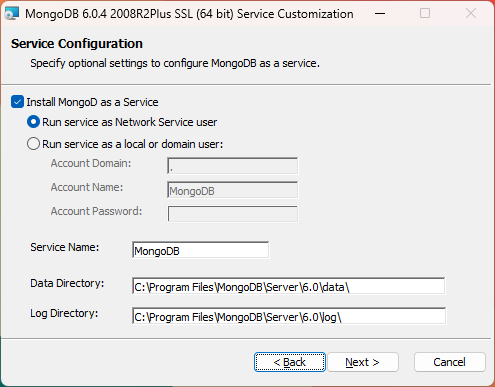 MongoDB 6.0.4 2008R2Plus SSL (64 bit) Service Customization
Service Configuration
Specify optional settings to configure MongoDB as a service.
Install MongoD as a Service
Run service as Network Service user
Run service as a local or domain user:
Account Domain: .
Account Name: MongoDB
Account Password:
Service Name: MongoDB
Data Directory: C:\Program Files\MongoDB\Server\6.0\data\
Log Directory: C:\Program Files\MongoDB\Server\6.0\log\
< Back Next > Cancel